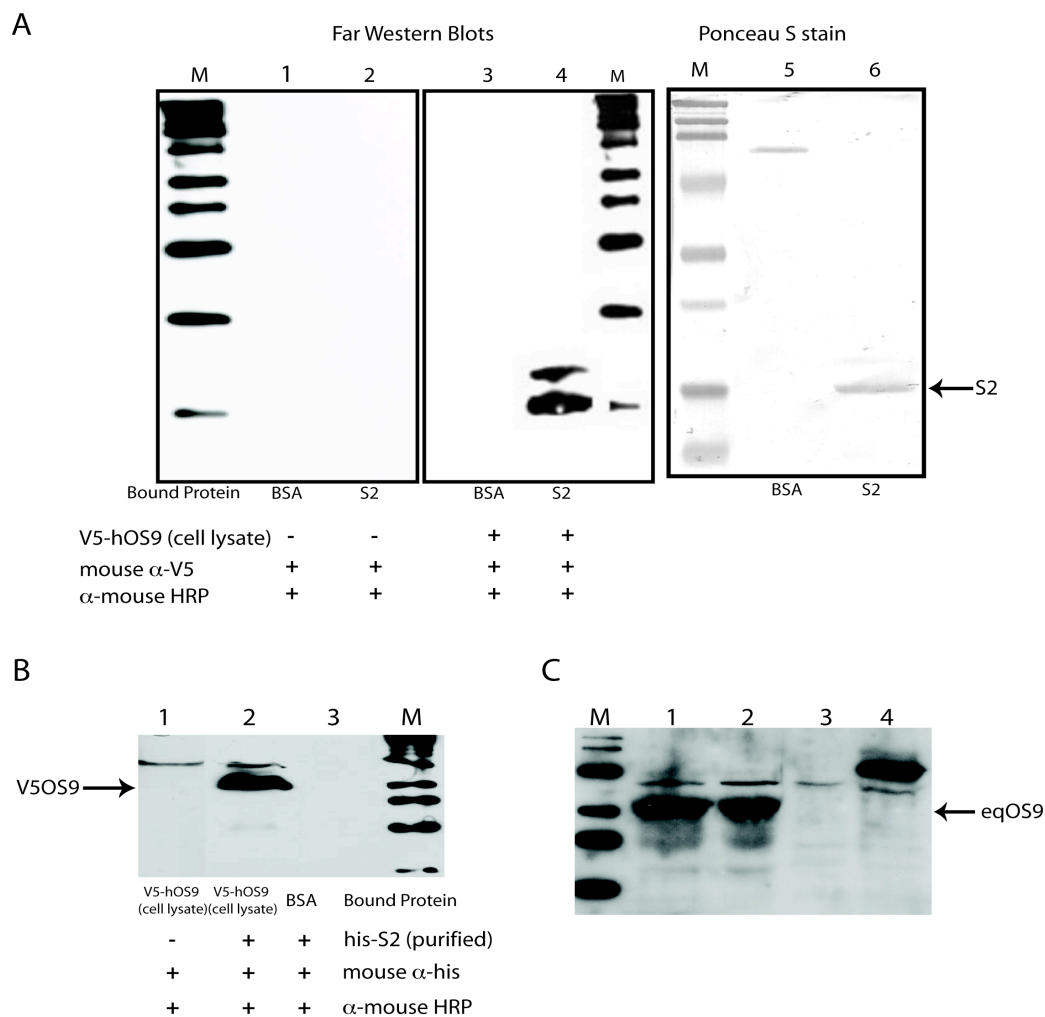 A
Far Western Blots
Ponceau S stain
M 1 2 3 4 M M 5 6
S2
Bound Protein BSA S2 BSA S2 BSA S2
V5-hOS9 (cell lysate) - - + +
mouse α-V5 + + + +
α-mouse HRP + + + +
B
1 2 3 M
V5OS9
V5-hOS9 (cell lysate) V5-hOS9 (cell lysate) BSA Bound Protein
- + + his-S2 (purified)
+ + + mouse α-his
+ + + α-mouse HRP
C
M 1 2 3 4
eqOS9